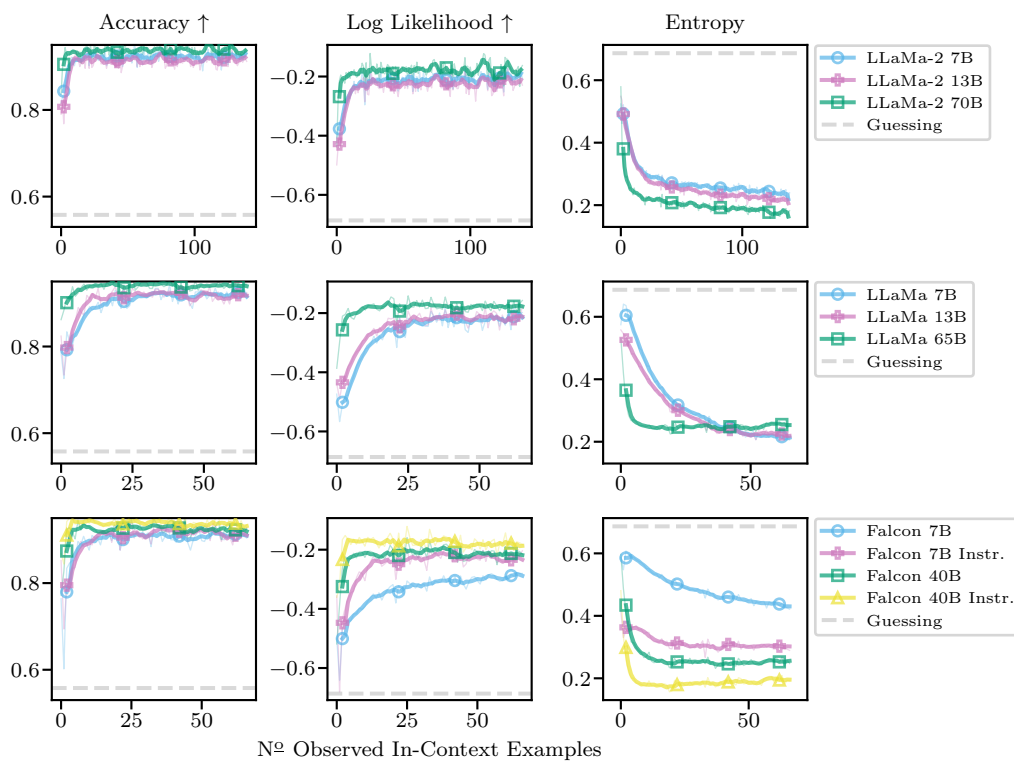 Accuracy ↑
Log Likelihood ↑
Entropy
0.8
0.6
0
100
−0.2
−0.4
−0.6
0
100
0.6
0.4
0.2
0
100
LLaMa-2 7B
LLaMa-2 13B
LLaMa-2 70B
Guessing
0.8
0.6
0
25
50
−0.2
−0.4
−0.6
0
25
50
0.6
0.4
0.2
0
50
LLaMa 7B
LLaMa 13B
LLaMa 65B
Guessing
0.8
0.6
0
25
50
−0.2
−0.4
−0.6
0
25
50
0.6
0.4
0.2
0
50
Falcon 7B
Falcon 7B Instr.
Falcon 40B
Falcon 40B Instr.
Guessing
Nº Observed In-Context Examples